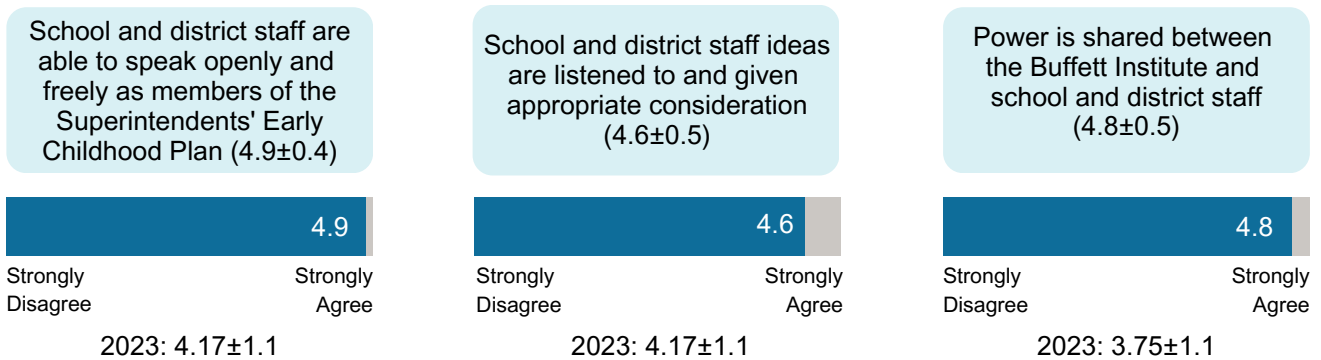 School and district staff are
able to speak openly and
freely as members of the
Superintendents' Early
Childhood Plan (4.9±0.4)
4.9
Strongly
Disagree
Strongly
Agree
2023: 4.17±1.1
School and district staff ideas
are listened to and given
appropriate consideration
(4.6±0.5)
4.6
Strongly
Disagree
Strongly
Agree
2023: 4.17±1.1
Power is shared between
the Buffett Institute and
school and district staff
(4.8±0.5)
4.8
Strongly
Disagree
Strongly
Agree
2023: 3.75±1.1